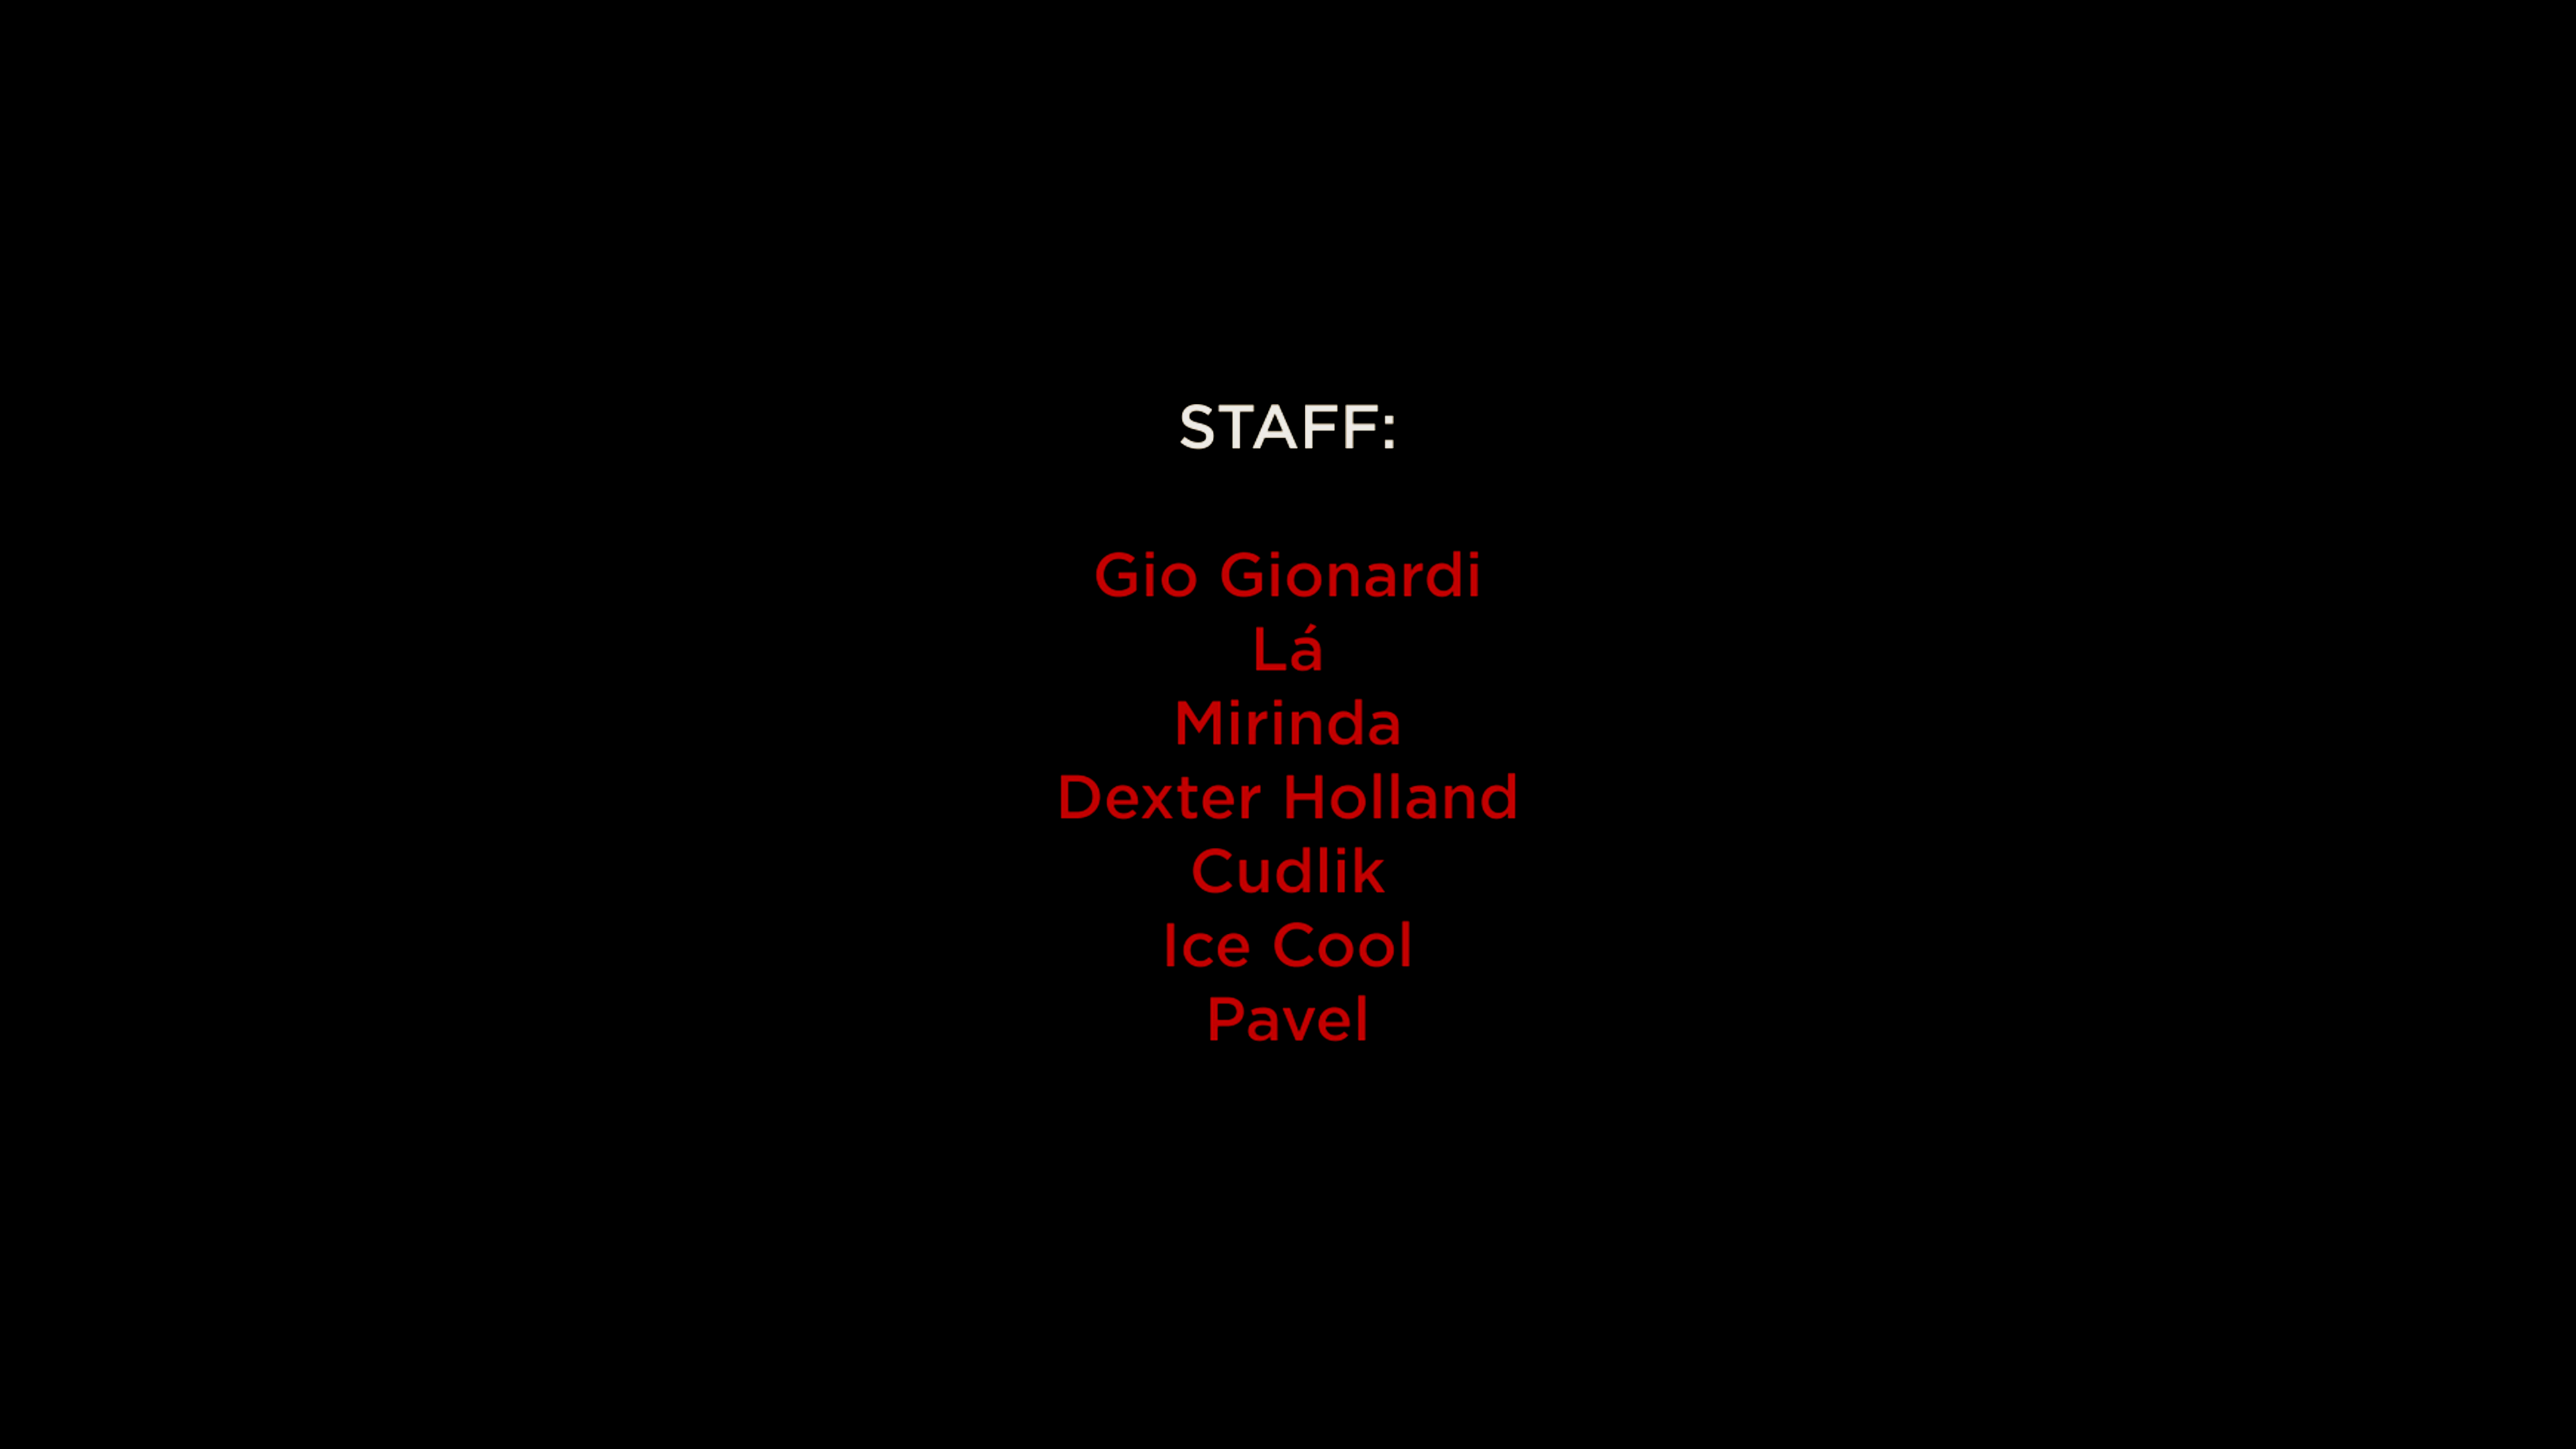 STAFF:
Gio Gionardi
Lá
Mirinda
Dexter Holland
Cudlik
Ice Cool
Pavel